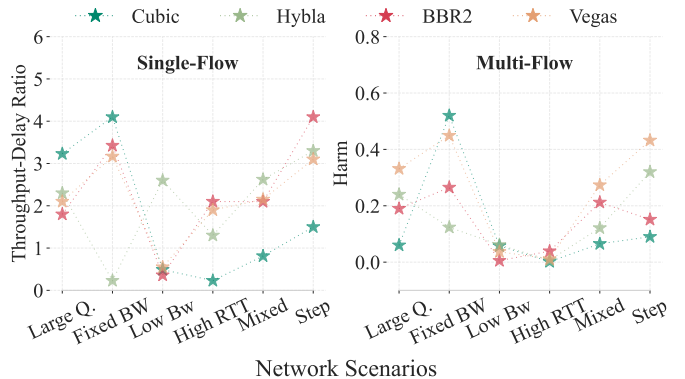 Cubic Hybla BBR2 Vegas
Single-Flow
Throughput-Delay Ratio
6
5
4
3
2
1
0
Large Q. Fixed BW Low Bw High RTT Mixed Step
Multi-Flow
Harm
0.8
0.6
0.4
0.2
0.0
Large Q. Fixed BW Low Bw High RTT Mixed Step
Network Scenarios